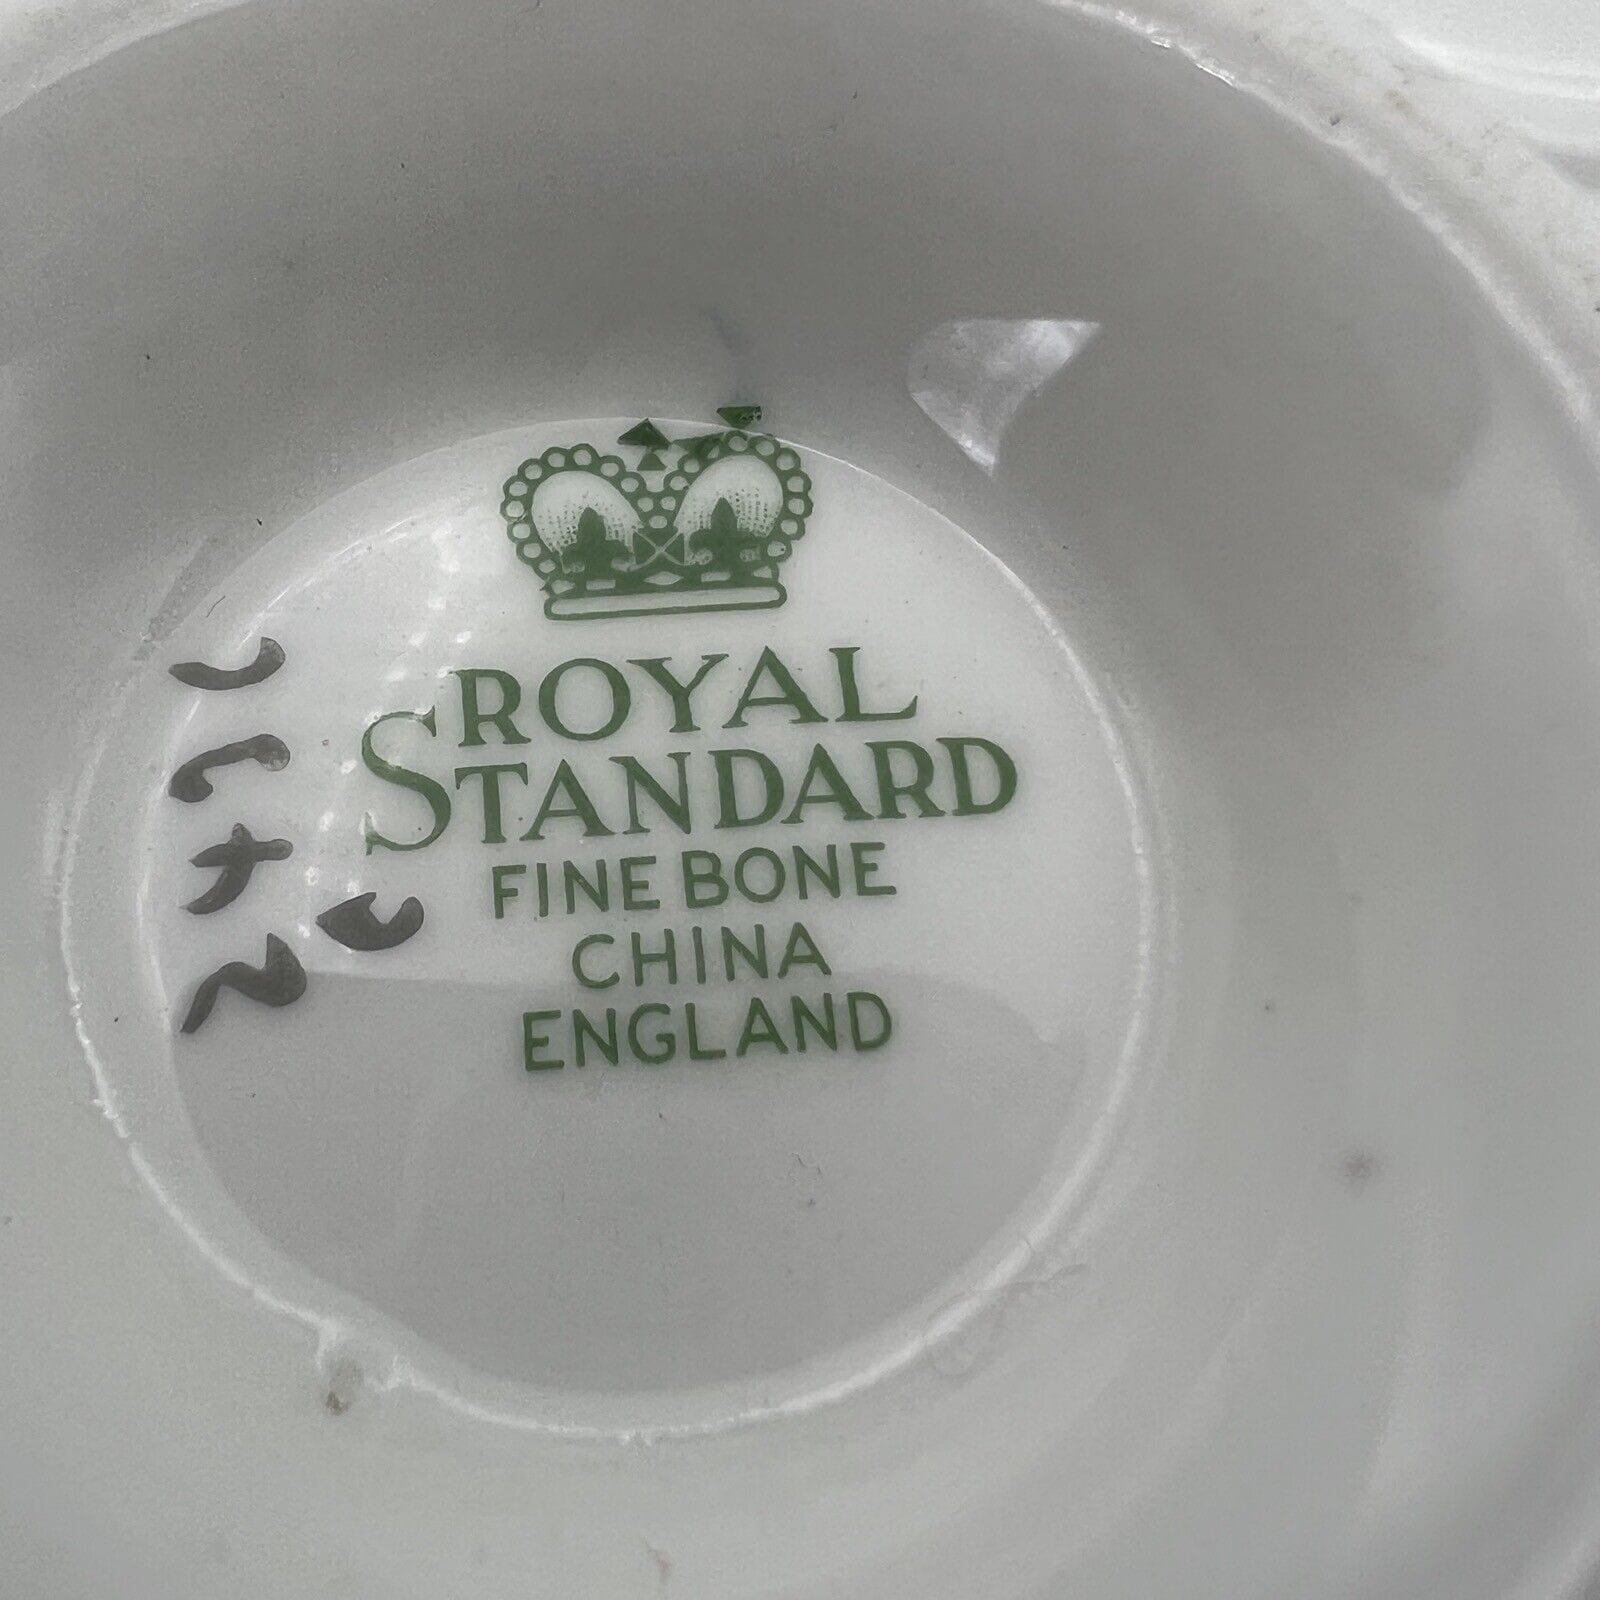 ROYAL
STANDARD
FINE BONE
CHINA
ENGLAND